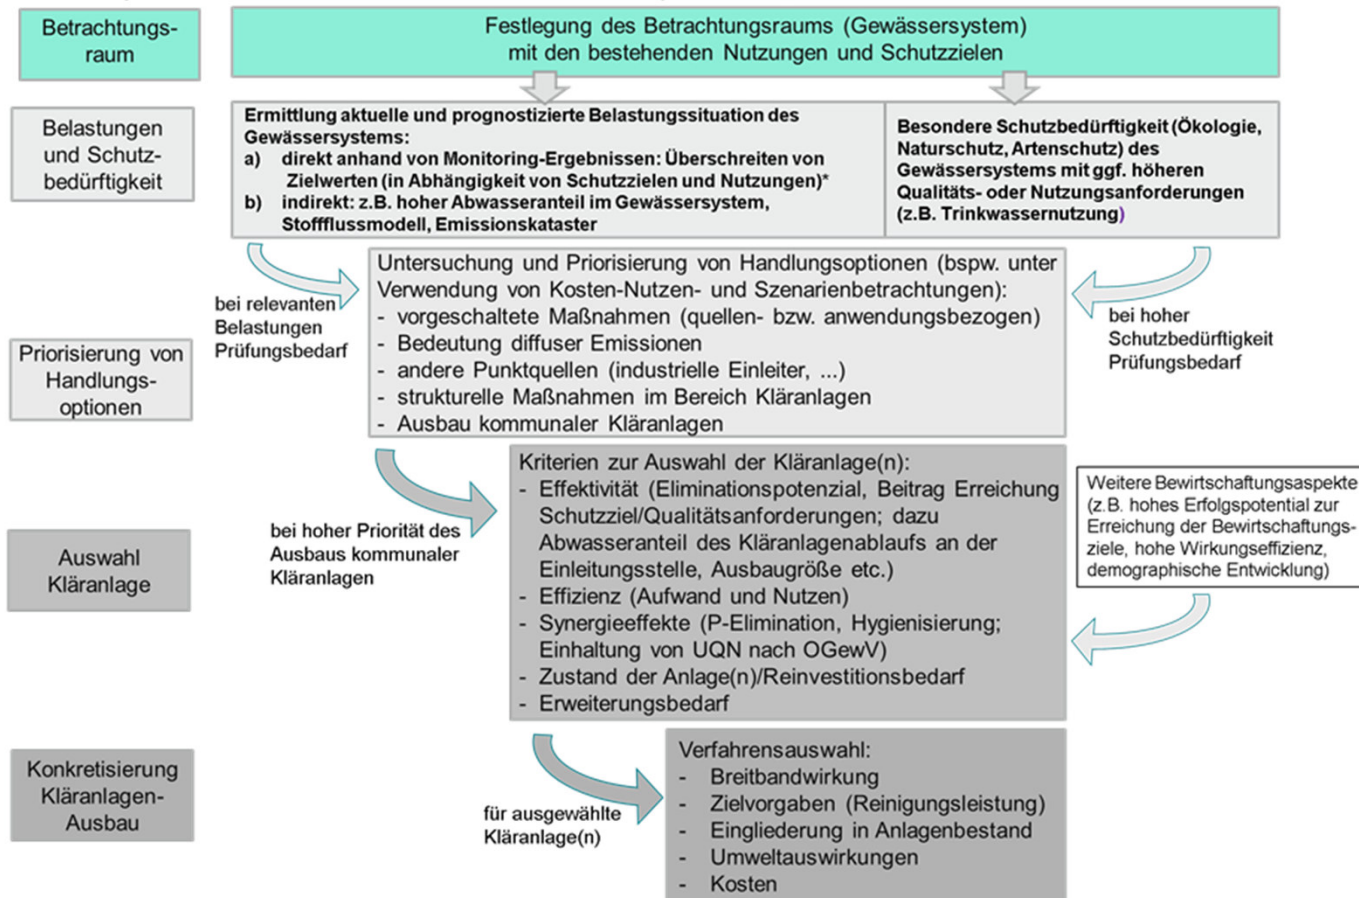 Betrachtungs-
raum
Festlegung des Betrachtungsraums (Gewässersystem)
mit den bestehenden Nutzungen und Schutzzielen
Belastungen
und Schutz-
bedürftigkeit
Ermittlung aktuelle und prognostizierte Belastungssituation des
Gewässersystems:
a) direkt anhand von Monitoring-Ergebnissen: Überschreiten von
Zielwerten (in Abhängigkeit von Schutzzielen und Nutzungen)*
b) indirekt: z.B. hoher Abwasseranteil im Gewässersystem,
Stoffflussmodell, Emissionskataster
Besondere Schutzbedürftigkeit (Ökologie,
Naturschutz, Artenschutz) des
Gewässersystems mit ggf. höheren
Qualitäts- oder Nutzungsanforderungen
(z.B. Trinkwassernutzung)
bei relevanten
Belastungen
Prüfungsbedarf
Untersuchung und Priorisierung von Handlungsoptionen (bspw. unter
Verwendung von Kosten-Nutzen- und Szenarienbetrachtungen):
- vorgeschaltete Maßnahmen (quellen- bzw. anwendungsbezogen)
- Bedeutung diffuser Emissionen
- andere Punktquellen (industrielle Einleiter, ...)
- strukturelle Maßnahmen im Bereich Kläranlagen
- Ausbau kommunaler Kläranlagen
bei hoher
Schutzbedürftigkeit
Prüfungsbedarf
Priorisierung von
Handlungs-
optionen
bei hoher Priorität des
Ausbaus kommunaler
Kläranlagen
Kriterien zur Auswahl der Kläranlage(n):
- Effektivität (Eliminationspotenzial, Beitrag Erreichung
Schutzziel/Qualitätsanforderungen; dazu
Abwasseranteil des Kläranlagenablaufs an der
Einleitungsstelle, Ausbaugröße etc.)
- Effizienz (Aufwand und Nutzen)
- Synergieeffekte (P-Elimination, Hygienisierung;
Einhaltung von UQN nach OGewV)
- Zustand der Anlage(n)/Reinvestitionsbedarf
- Erweiterungsbedarf
Weitere Bewirtschaftungsaspekte
(z.B. hohes Erfolgspotential zur
Erreichung der Bewirtschaftungs-
ziele, hohe Wirkungseffizienz,
demographische Entwicklung)
Auswahl
Kläranlage
Konkretisierung
Kläranlagen-
Ausbau
für ausgewählte
Kläranlage(n)
Verfahrensauswahl:
- Breitbandwirkung
- Zielvorgaben (Reinigungsleistung)
- Eingliederung in Anlagenbestand
- Umweltauswirkungen
- Kosten